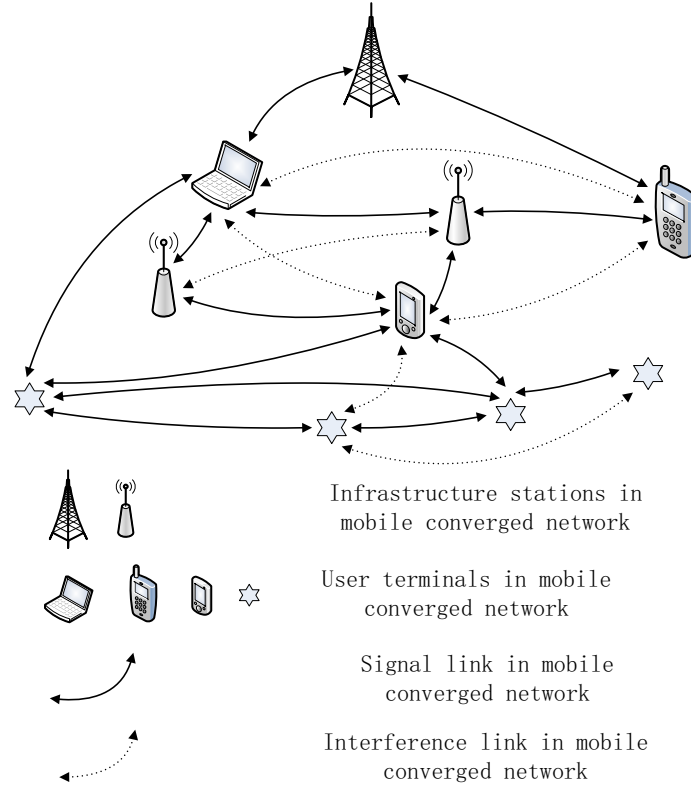 Infrastructure stations in
mobile converged network
User terminals in mobile
converged network
Signal link in mobile
converged network
Interference link in mobile
converged network